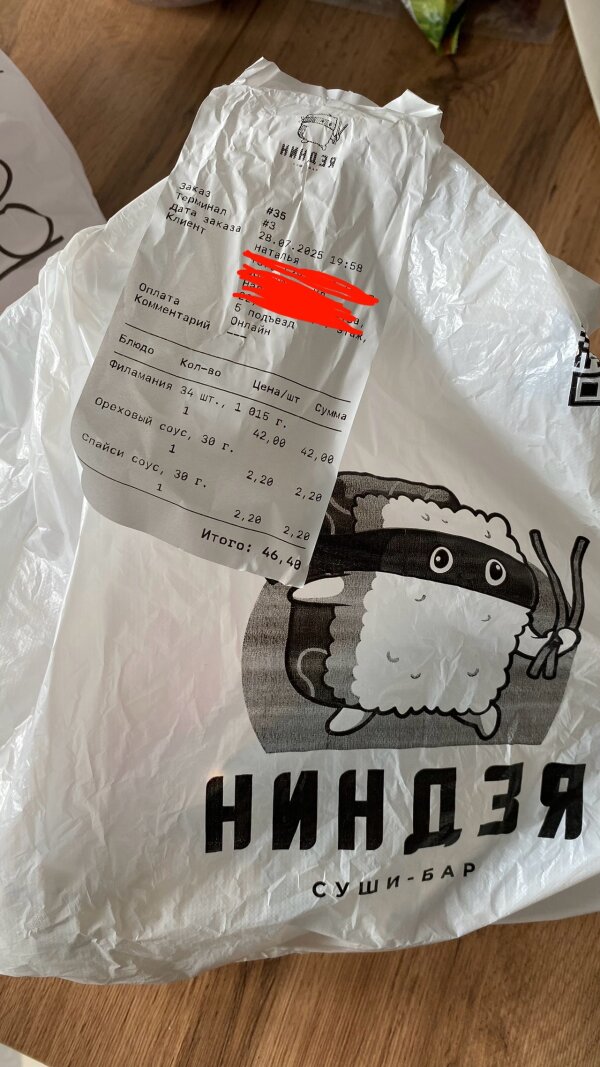 НИНДЗЯ
Заказ #35
Терминал #3
Дата заказа 28.07.2025 19:58
Клиент наталья
5 подъезд
Оплата Онлайн
Комментарий ---
Блюдо Кол-во Цена/шт Сумма
Филамания 34 шт., 1 015 г.
1 42,00 42,00
Ореховый соус, 30 г.
1 2,20 2,20
Спайси соус, 30 г.
1 2,20 2,20
Итого: 46,40
НИНДЗЯ
СУШИ-БАР